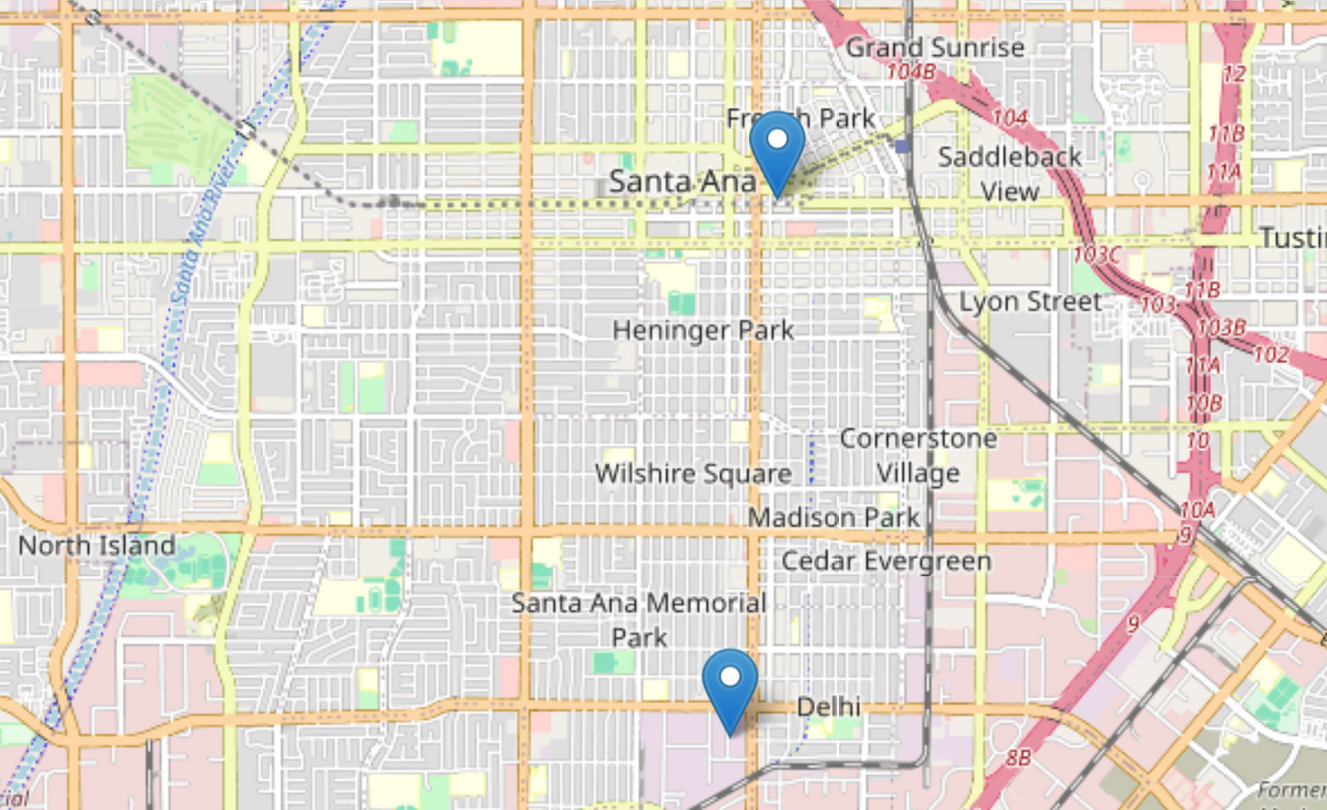 Grand Sunrise
104B
12
104
French Park
11B
Saddleback
View
11A
Santa Ana
Santa Ana River
Tusti
103C
11B
Lyon Street
103
103B
Heninger Park
102
11A
10B
10
Cornerstone
Village
Wilshire Square
10A
Madison Park
9
North Island
Cedar Evergreen
Santa Ana Memorial
Park
9
Delhi
8B
Former
cial